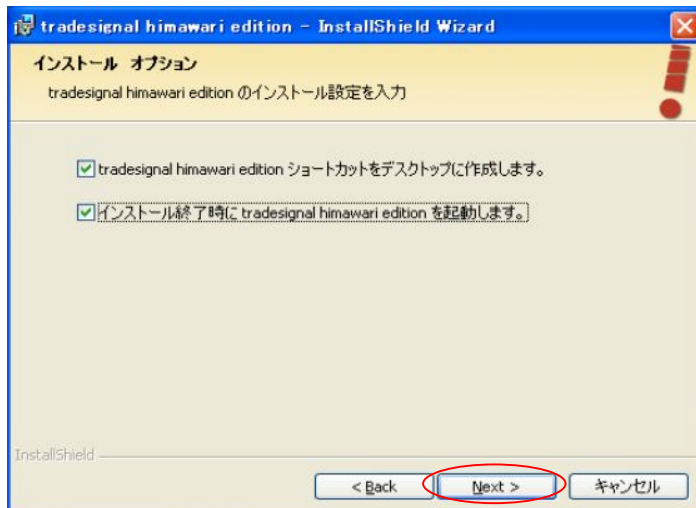 tradesignal himawari edition - InstallShield Wizard
インストール オプション
tradesignal himawari edition のインストール設定を入力
tradesignal himawari edition ショートカットをデスクトップに作成します。
インストール終了時に tradesignal himawari edition を起動します。
InstallShield
< Back Next > キャンセル